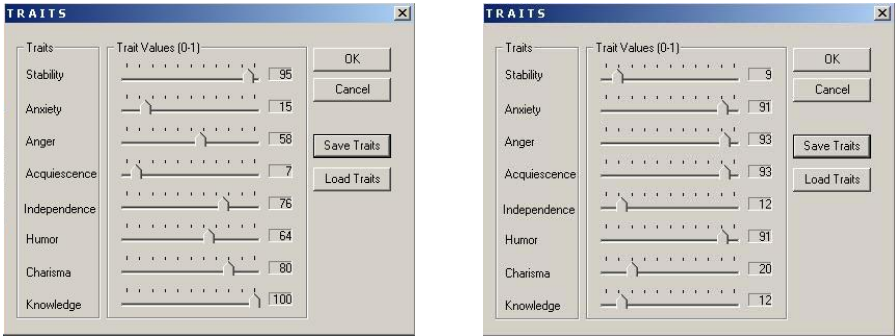 TRAITS
Traits Trait Values (0-1)
OK
Stability 95
Cancel
Anxiety 15
Anger 58
Save Traits
Acquiescence 7
Load Traits
Independence 76
Humor 64
Charisma 80
Knowledge 100
TRAITS
Traits Trait Values (0-1)
OK
Stability 9
Cancel
Anxiety 91
Anger 93
Save Traits
Acquiescence 93
Load Traits
Independence 12
Humor 91
Charisma 20
Knowledge 12